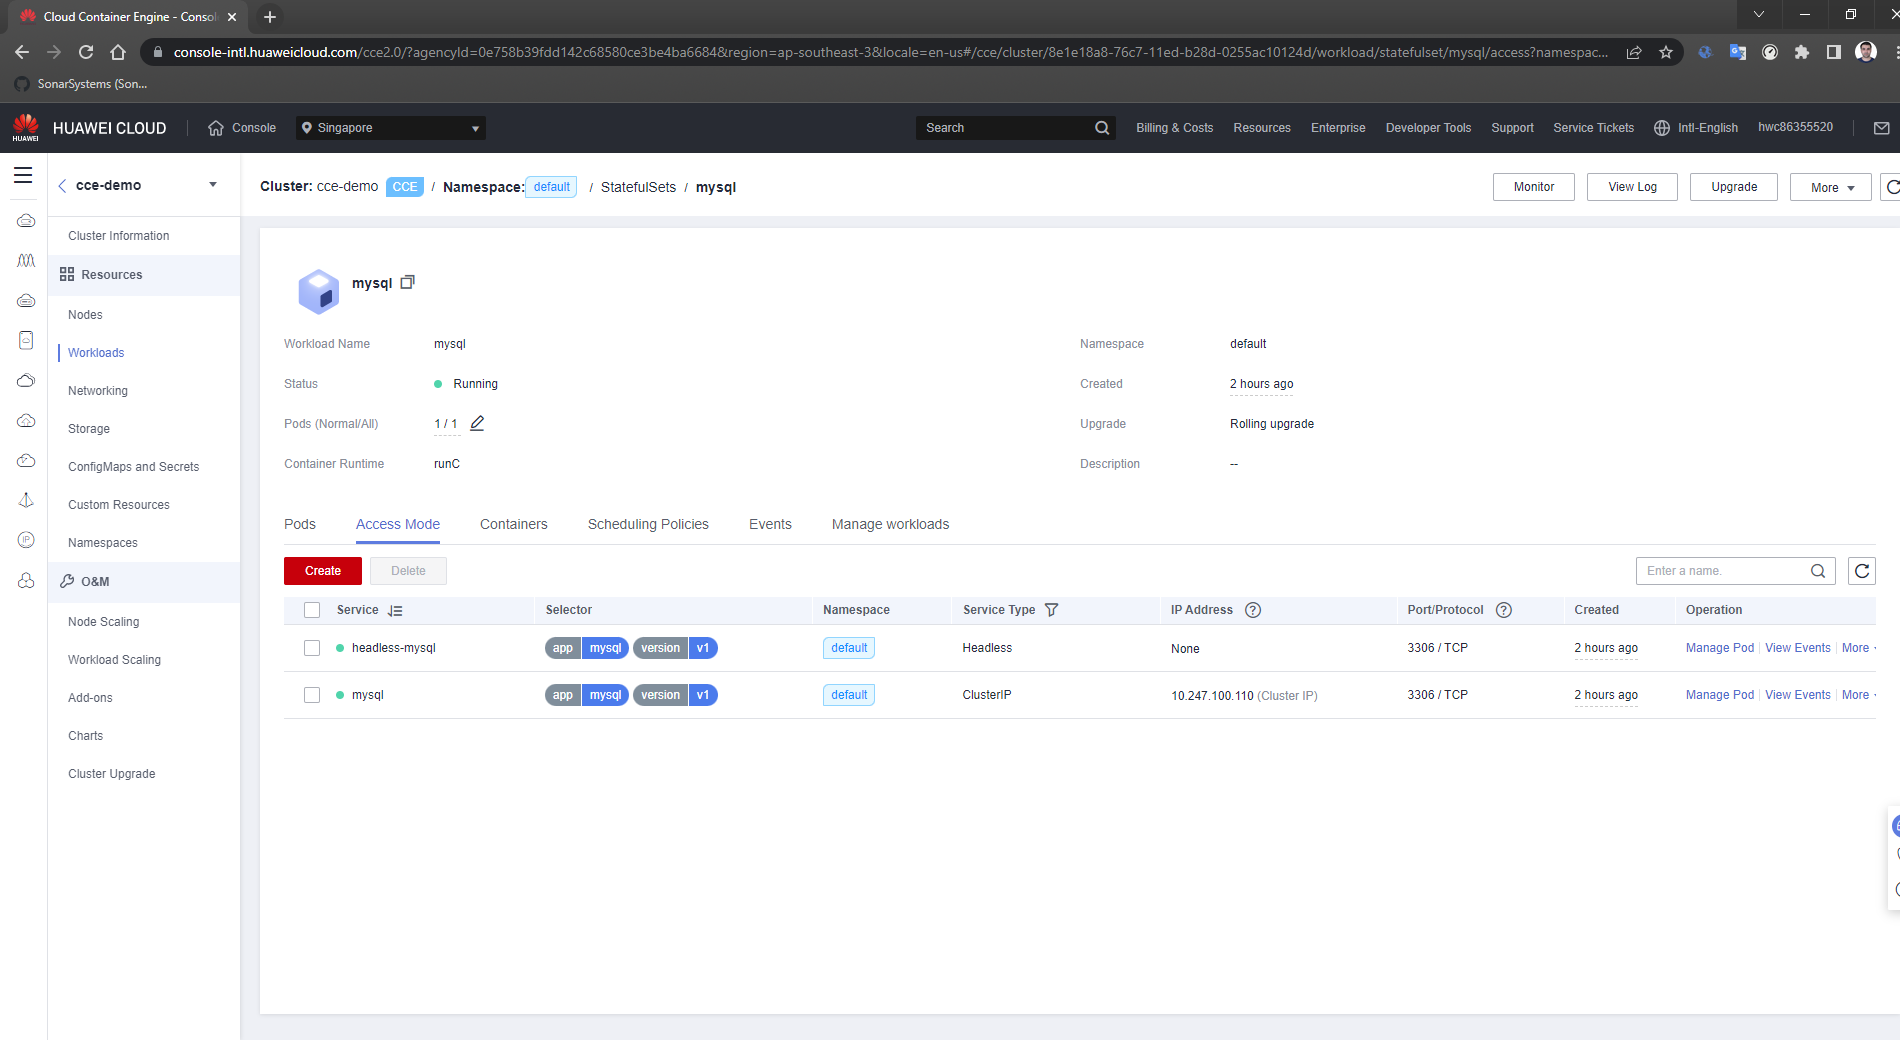 Cloud Container Engine - Conso
console-intl.huaweicloud.com/cce2.0/?agencyId=0e758b39fdd142c68580ce3be4ba6684&region=ap-southeast-3&locale=en-us#/cce/cluster/8e1e18a8-76c7-11ed-b28d-0255ac10124d/workload/statefulset/mysql/access?namespac...
SonarSystems (Son...
HUAWEI
HUAWEI CLOUD
Console
Singapore
Search
Billing & Costs
Resources
Enterprise
Developer Tools
Support
Service Tickets
Intl-English
hwc86355520
cce-demo
Cluster: cce-demo CCE / Namespace: default / StatefulSets / mysql
Monitor
View Log
Upgrade
More
Cluster Information
Resources
Nodes
Workloads
Networking
Storage
ConfigMaps and Secrets
Custom Resources
Namespaces
O&M
Node Scaling
Workload Scaling
Add-ons
Charts
Cluster Upgrade
IP
mysql
Workload Name mysql
Namespace default
Status Running
Created 2 hours ago
Pods (Normal/All) 1 / 1
Upgrade Rolling upgrade
Container Runtime runC
Description --
Pods Access Mode Containers Scheduling Policies Events Manage workloads
Create Delete
Enter a name.
Service Selector Namespace Service Type IP Address Port/Protocol Created Operation
headless-mysql app mysql version v1 default Headless None 3306 / TCP 2 hours ago Manage Pod View Events More
mysql app mysql version v1 default ClusterIP 10.247.100.110 (Cluster IP) 3306 / TCP 2 hours ago Manage Pod View Events More